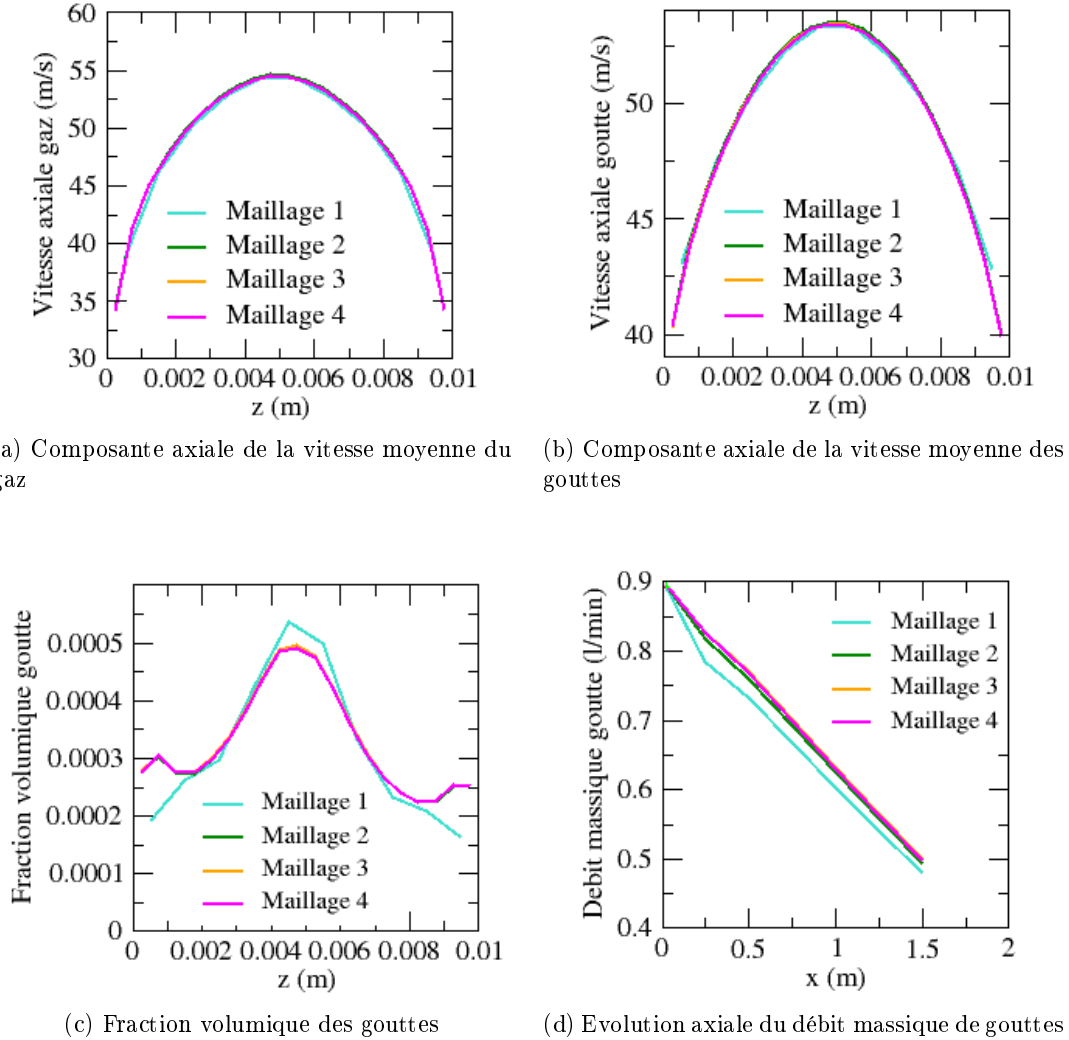 60
55
50
45
40
35
30
Vitesse axiale gaz (m/s)
Maillage 1
Maillage 2
Maillage 3
Maillage 4
0 0.002 0.004 0.006 0.008 0.01
z (m)
50
45
40
Vitesse axiale goutte (m/s)
Maillage 1
Maillage 2
Maillage 3
Maillage 4
0 0.002 0.004 0.006 0.008 0.01
z (m)
a) Composante axiale de la vitesse moyenne du
gaz
(b) Composante axiale de la vitesse moyenne des
gouttes
0.0005
0.0004
0.0003
0.0002
0.0001
0
Fraction volumique goutte
Maillage 1
Maillage 2
Maillage 3
Maillage 4
0 0.002 0.004 0.006 0.008 0.01
z (m)
0.9
0.8
0.7
0.6
0.5
0.4
Debit massique goutte (l/min)
Maillage 1
Maillage 2
Maillage 3
Maillage 4
0 0.5 1 1.5 2
x (m)
(c) Fraction volumique des gouttes
(d) Evolution axiale du débit massique de gouttes